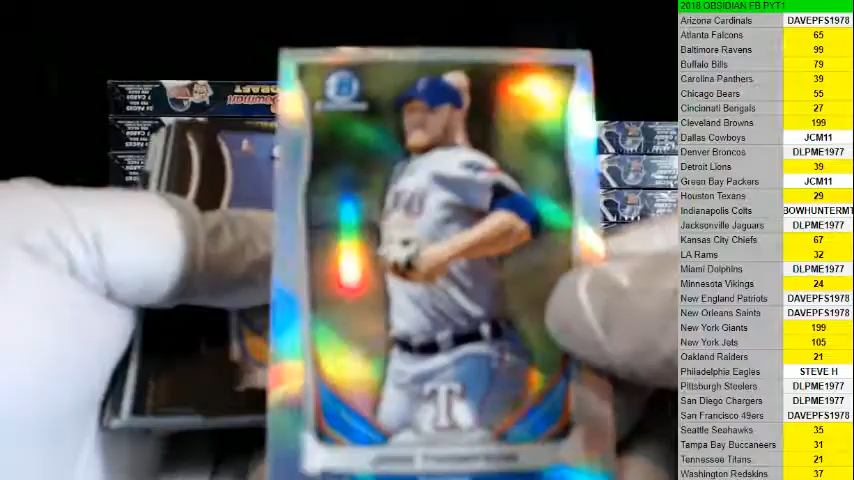 2018 OBSIDIAN FB PYT1
Arizona Cardinals DAVEPFS1978
Atlanta Falcons 65
Baltimore Ravens 99
Buffalo Bills 79
Carolina Panthers 39
Chicago Bears 55
Cincinnati Bengals 27
Cleveland Browns 199
Dallas Cowboys JCM11
Denver Broncos DLPME1977
Detroit Lions 39
Green Bay Packers JCM11
Houston Texans 29
Indianapolis Colts BOWHUNTERMT
Jacksonville Jaguars DLPME1977
Kansas City Chiefs 67
LA Rams 32
Miami Dolphins DLPME1977
Minnesota Vikings 24
New England Patriots DAVEPFS1978
New Orleans Saints DAVEPFS1978
New York Giants 199
New York Jets 105
Oakland Raiders 21
Philadelphia Eagles STEVE H
Pittsburgh Steelers DLPME1977
San Diego Chargers DLPME1977
San Francisco 49ers DAVEPFS1978
Seattle Seahawks 35
Tampa Bay Buccaneers 31
Tennessee Titans 21
Washington Redskins 37
T